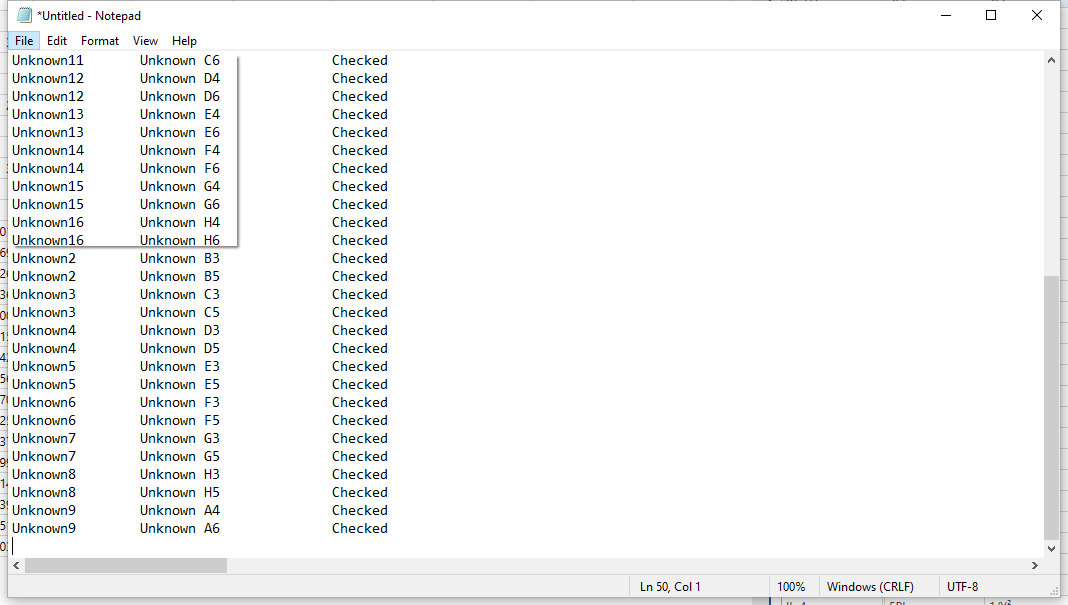 *Untitled - Notepad
File Edit Format View Help
Unknown11 Unknown C6 Checked
Unknown12 Unknown D4 Checked
Unknown12 Unknown D6 Checked
Unknown13 Unknown E4 Checked
Unknown13 Unknown E6 Checked
Unknown14 Unknown F4 Checked
Unknown14 Unknown F6 Checked
Unknown15 Unknown G4 Checked
Unknown15 Unknown G6 Checked
Unknown16 Unknown H4 Checked
Unknown16 Unknown H6 Checked
Unknown2 Unknown B3 Checked
Unknown2 Unknown B5 Checked
Unknown3 Unknown C3 Checked
Unknown3 Unknown C5 Checked
Unknown4 Unknown D3 Checked
Unknown4 Unknown D5 Checked
Unknown5 Unknown E3 Checked
Unknown5 Unknown E5 Checked
Unknown6 Unknown F3 Checked
Unknown6 Unknown F5 Checked
Unknown7 Unknown G3 Checked
Unknown7 Unknown G5 Checked
Unknown8 Unknown H3 Checked
Unknown8 Unknown H5 Checked
Unknown9 Unknown A4 Checked
Unknown9 Unknown A6 Checked
Ln 50, Col 1 100% Windows (CRLF) UTF-8